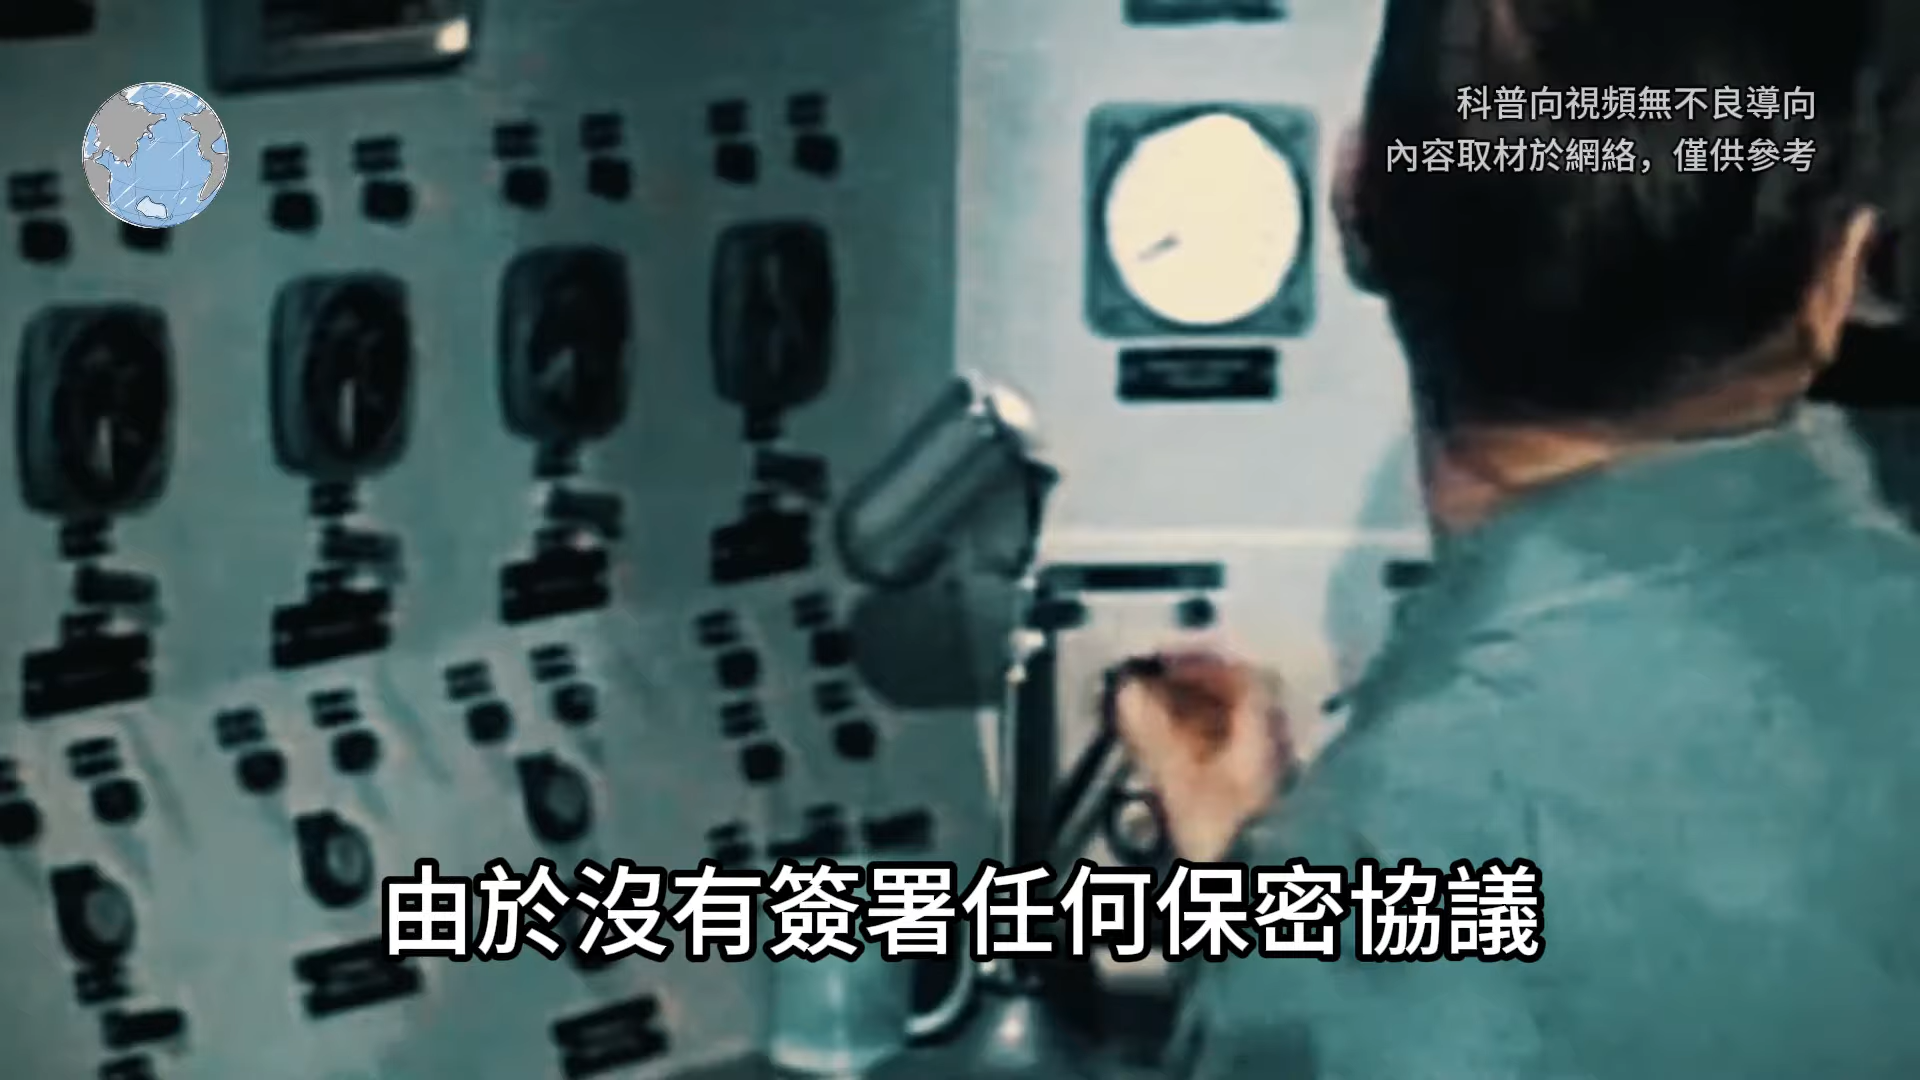 科普向視頻無不良導向
內容取材於網絡，僅供參考
由於沒有簽署任何保密協議